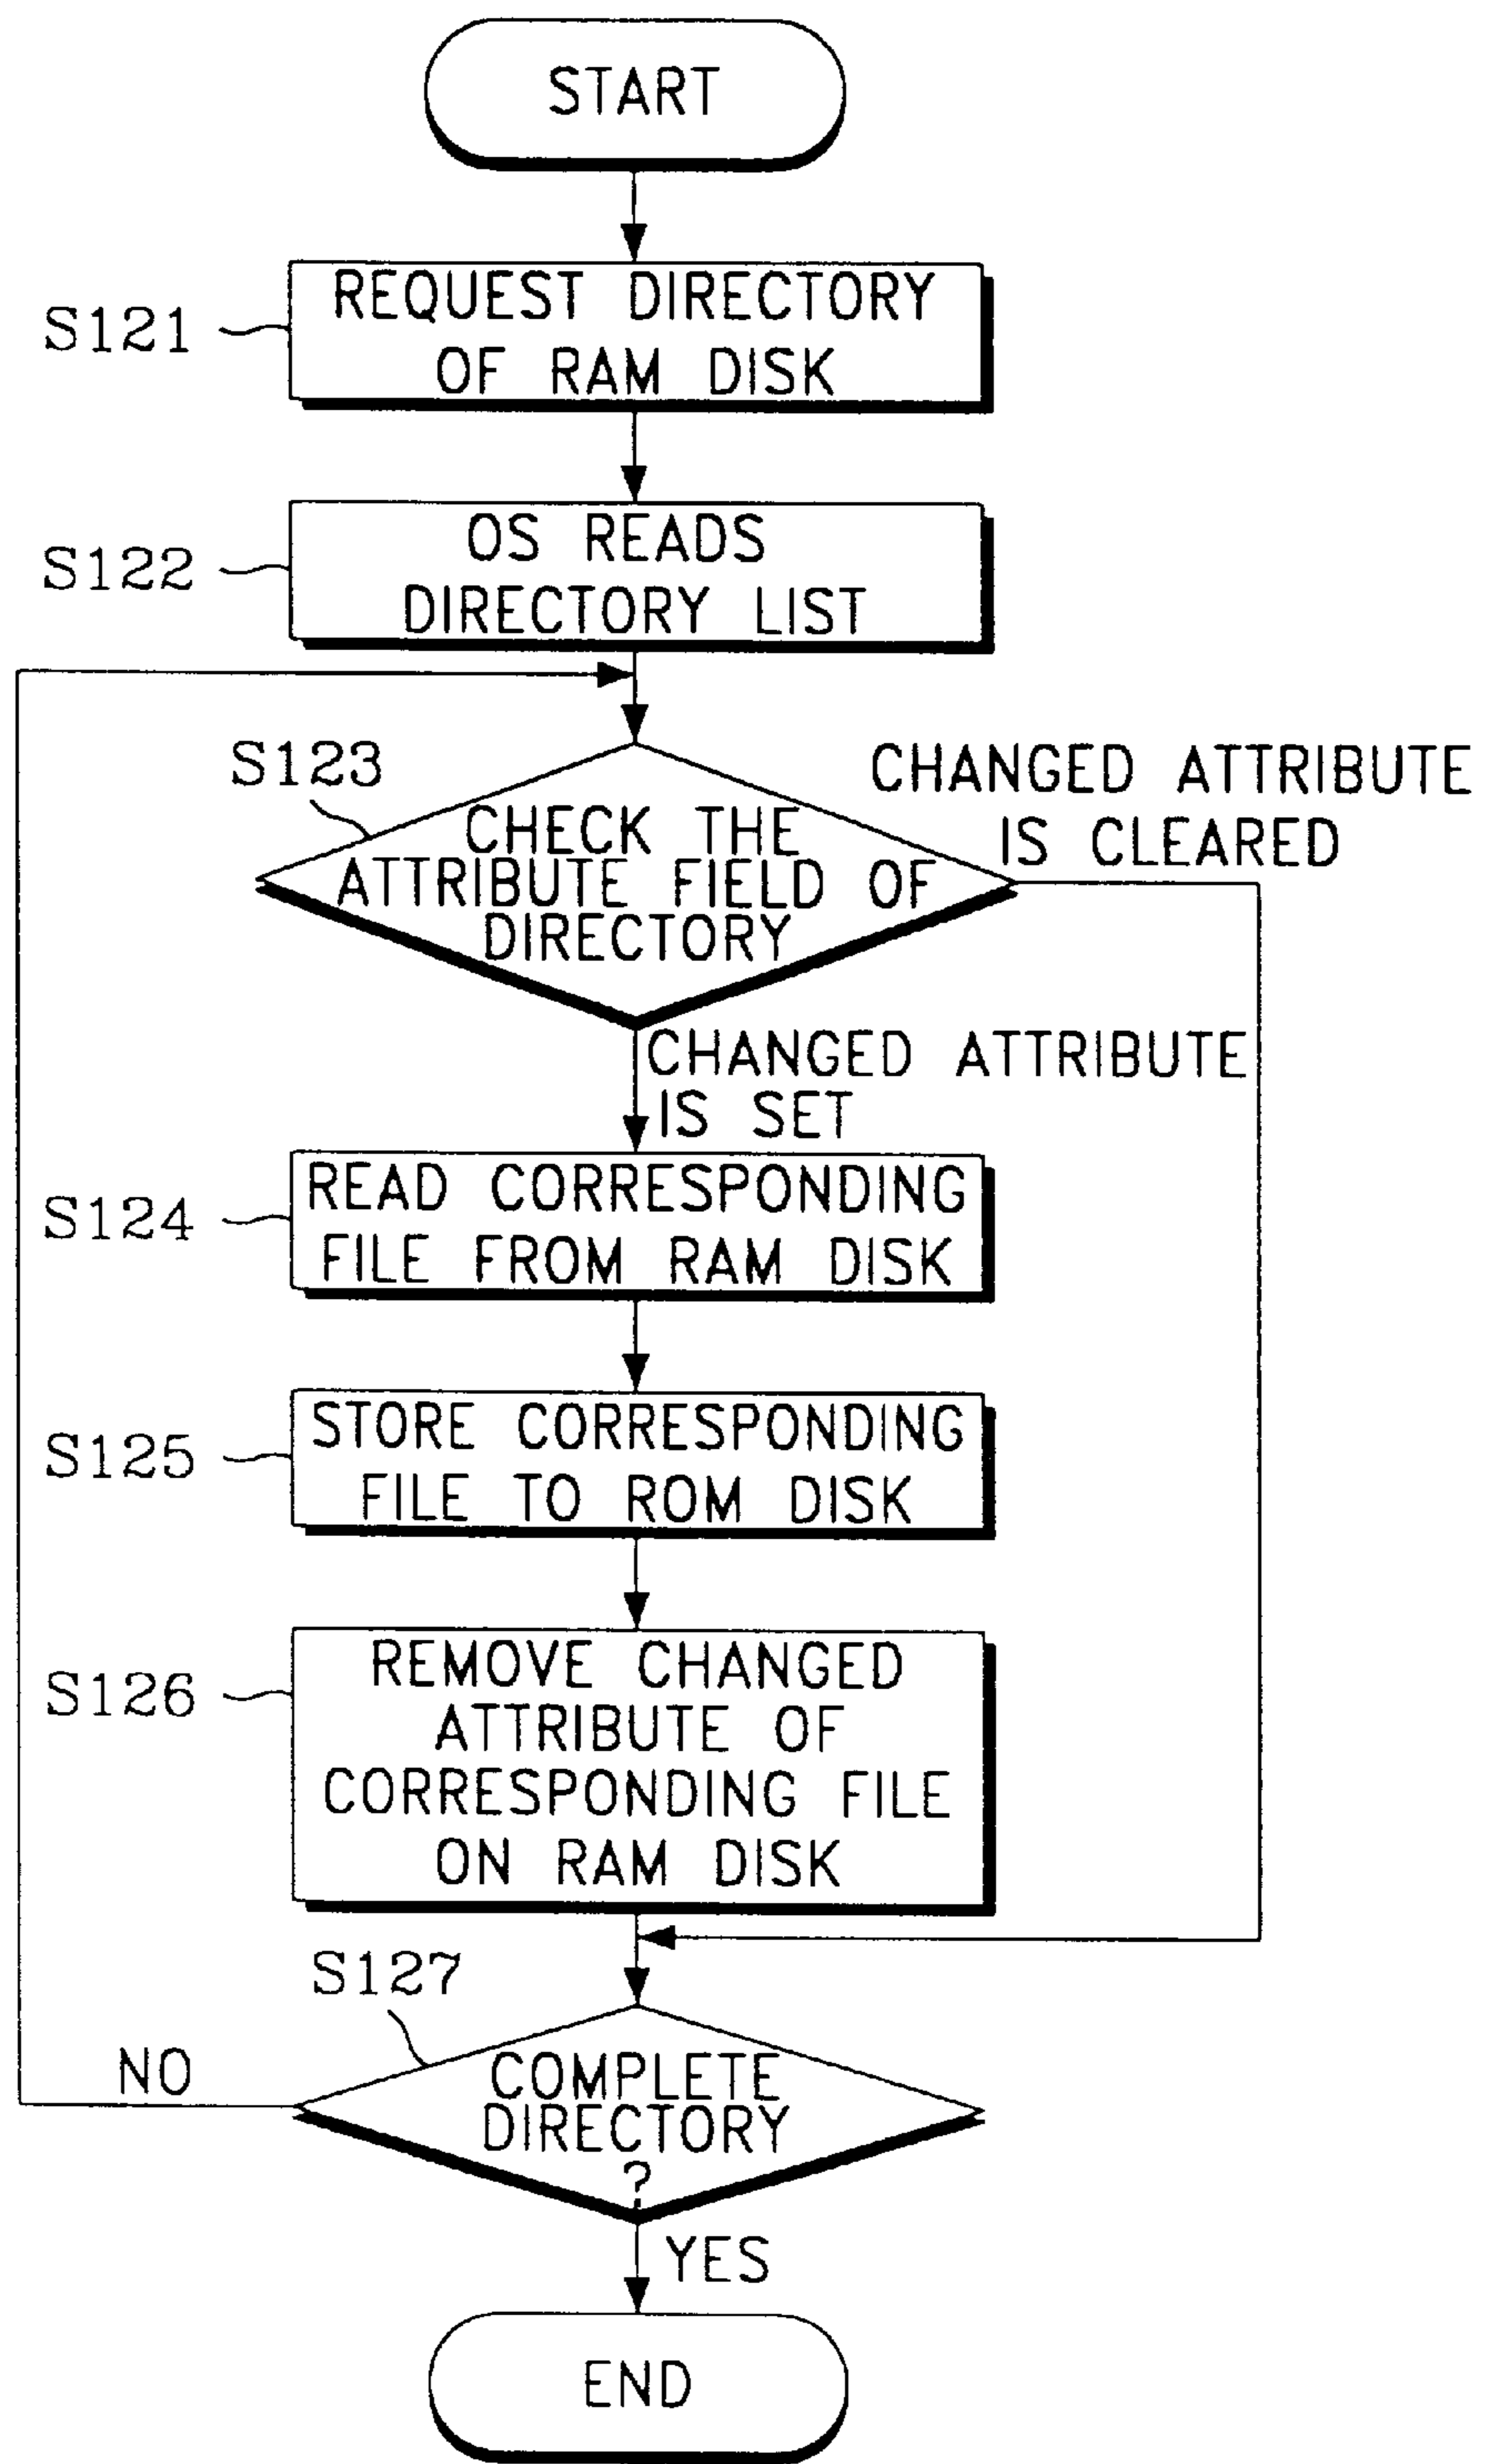 START
S121
REQUEST DIRECTORY
OF RAM DISK
S122
OS READS
DIRECTORY LIST
S123
CHECK THE
ATTRIBUTE FIELD OF
DIRECTORY
CHANGED ATTRIBUTE
IS CLEARED
CHANGED ATTRIBUTE
IS SET
S124
READ CORRESPONDING
FILE FROM RAM DISK
S125
STORE CORRESPONDING
FILE TO ROM DISK
S126
REMOVE CHANGED
ATTRIBUTE OF
CORRESPONDING FILE
ON RAM DISK
S127
COMPLETE
DIRECTORY
?
NO
YES
END